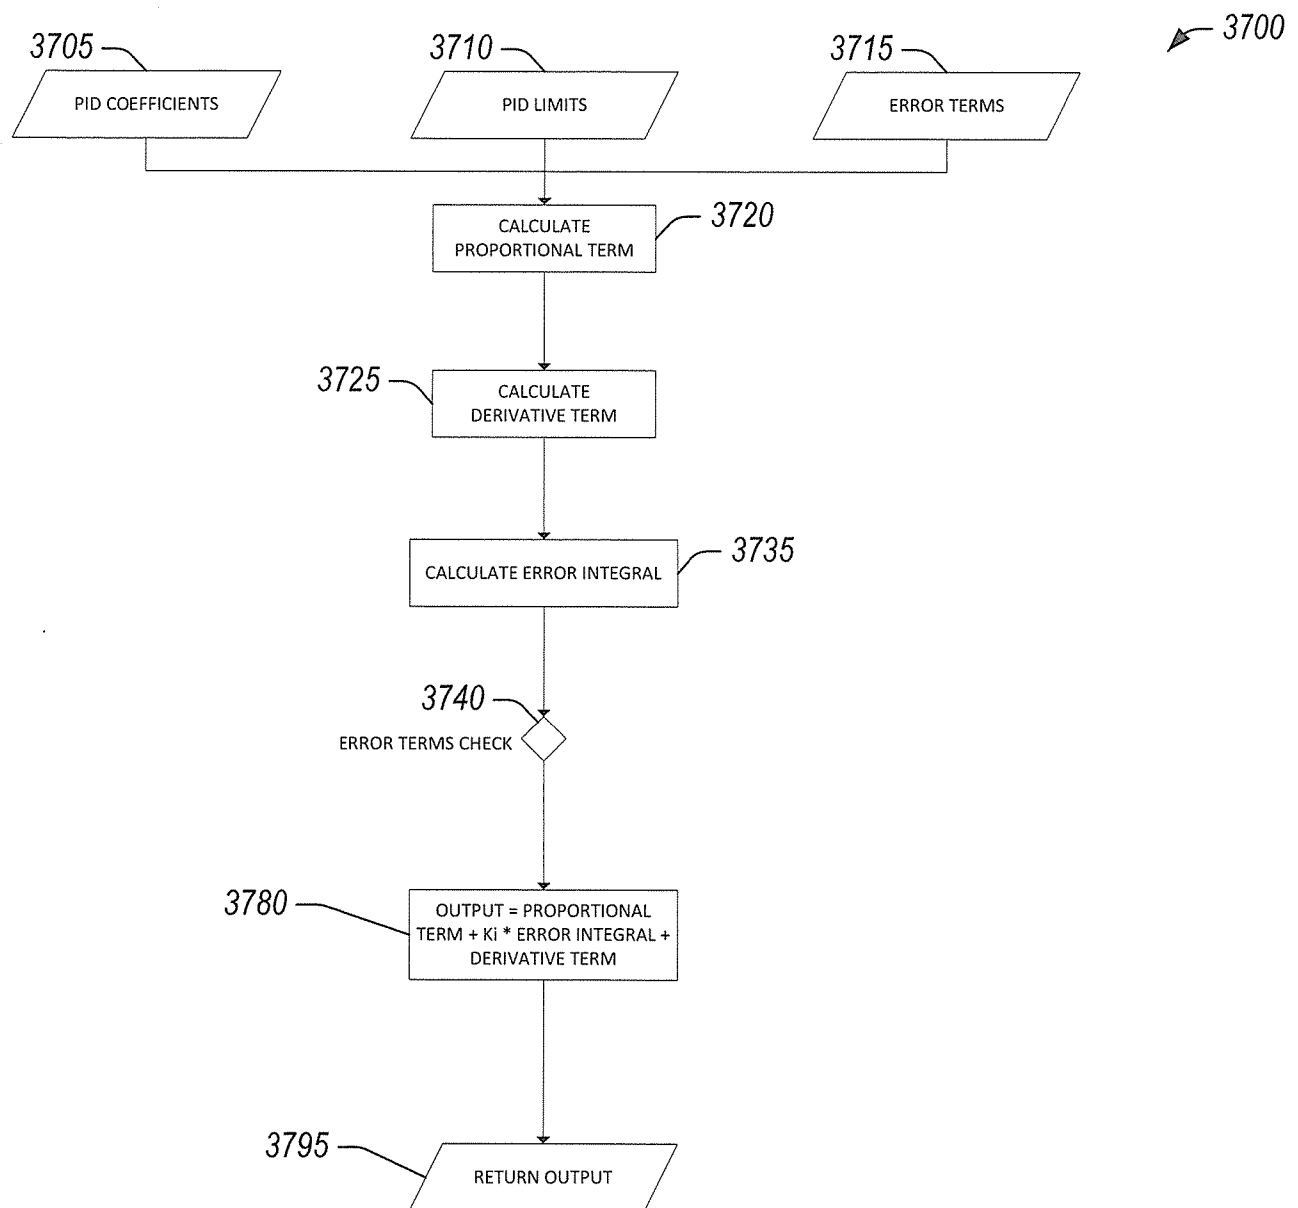 3700
3705
3710
3715
PID COEFFICIENTS
PID LIMITS
ERROR TERMS
3720
CALCULATE
PROPORTIONAL TERM
3725
CALCULATE
DERIVATIVE TERM
3735
CALCULATE ERROR INTEGRAL
3740
ERROR TERMS CHECK
3780
OUTPUT = PROPORTIONAL
TERM + Ki * ERROR INTEGRAL +
DERIVATIVE TERM
3795
RETURN OUTPUT